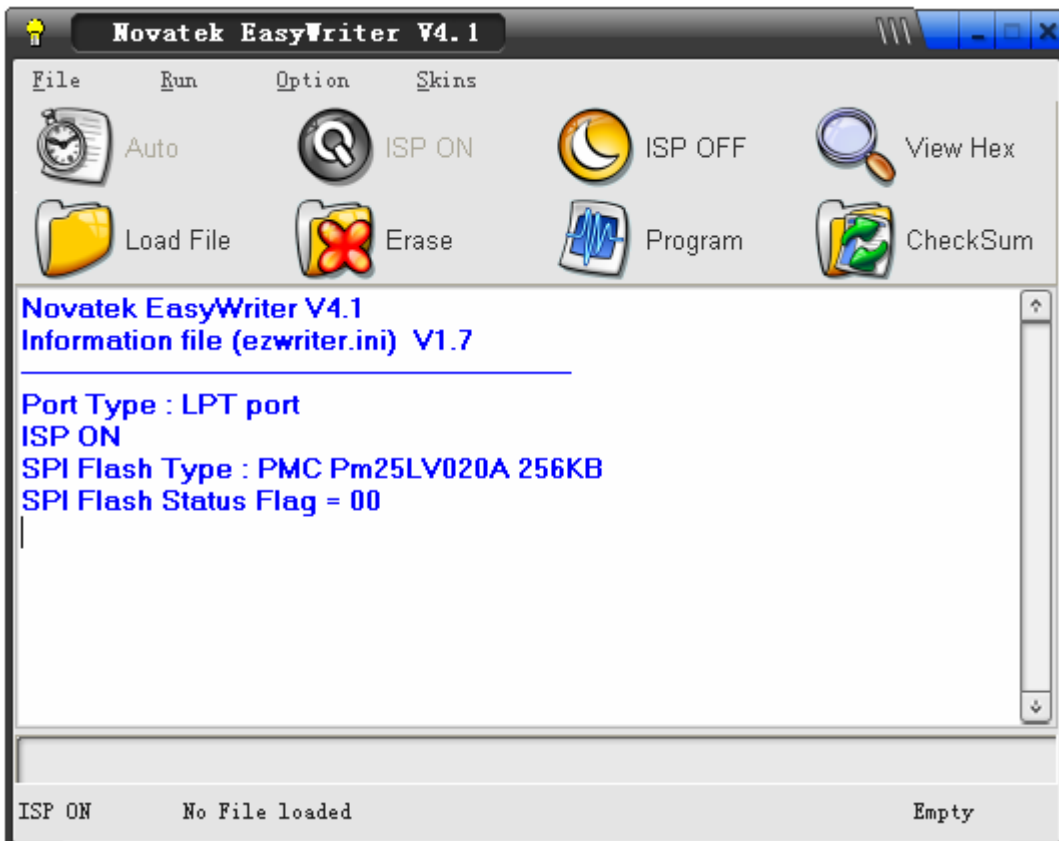 Novatek EasyWriter V4.1
File Run Option Skins
Auto ISP ON ISP OFF View Hex
Load File Erase Program CheckSum
Novatek EasyWriter V4.1
Information file (ezwriter.ini) V1.7
Port Type : LPT port
ISP ON
SPI Flash Type : PMC Pm25LV020A 256KB
SPI Flash Status Flag = 00
ISP ON No File loaded Empty